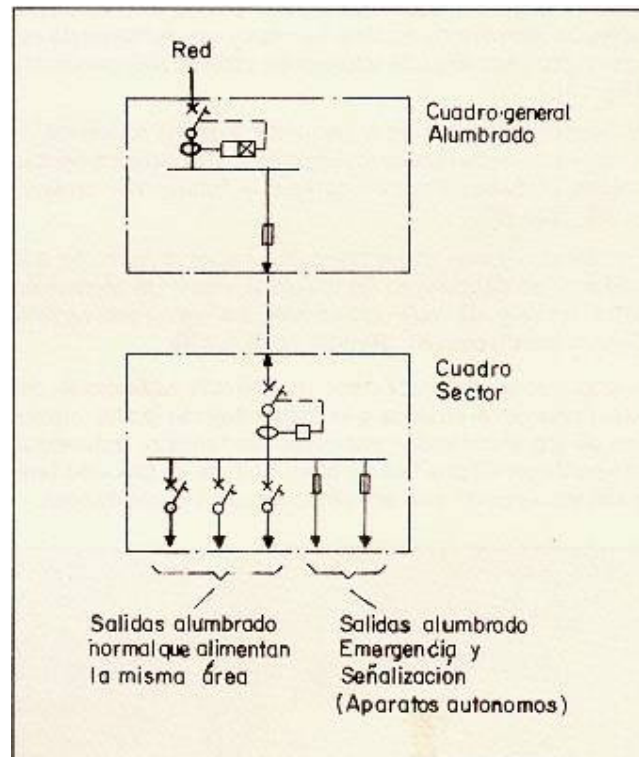 Red
Cuadro general
Alumbrado
Cuadro
Sector
Salidas alumbrado
normal que alimentan
la misma área
Salidas alumbrado
Emergencia y
Señalización
(Aparatos autonomos)